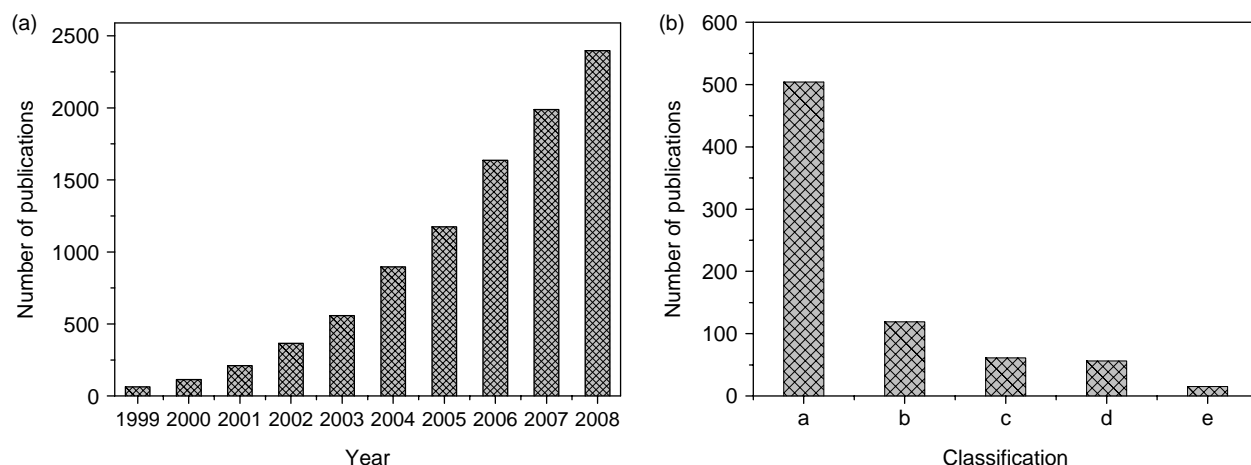 (a)
Number of publications
2500
2000
1500
1000
500
0
1999 2000 2001 2002 2003 2004 2005 2006 2007 2008
Year
(b)
Number of publications
600
500
400
300
200
100
0
a b c d e
Classification